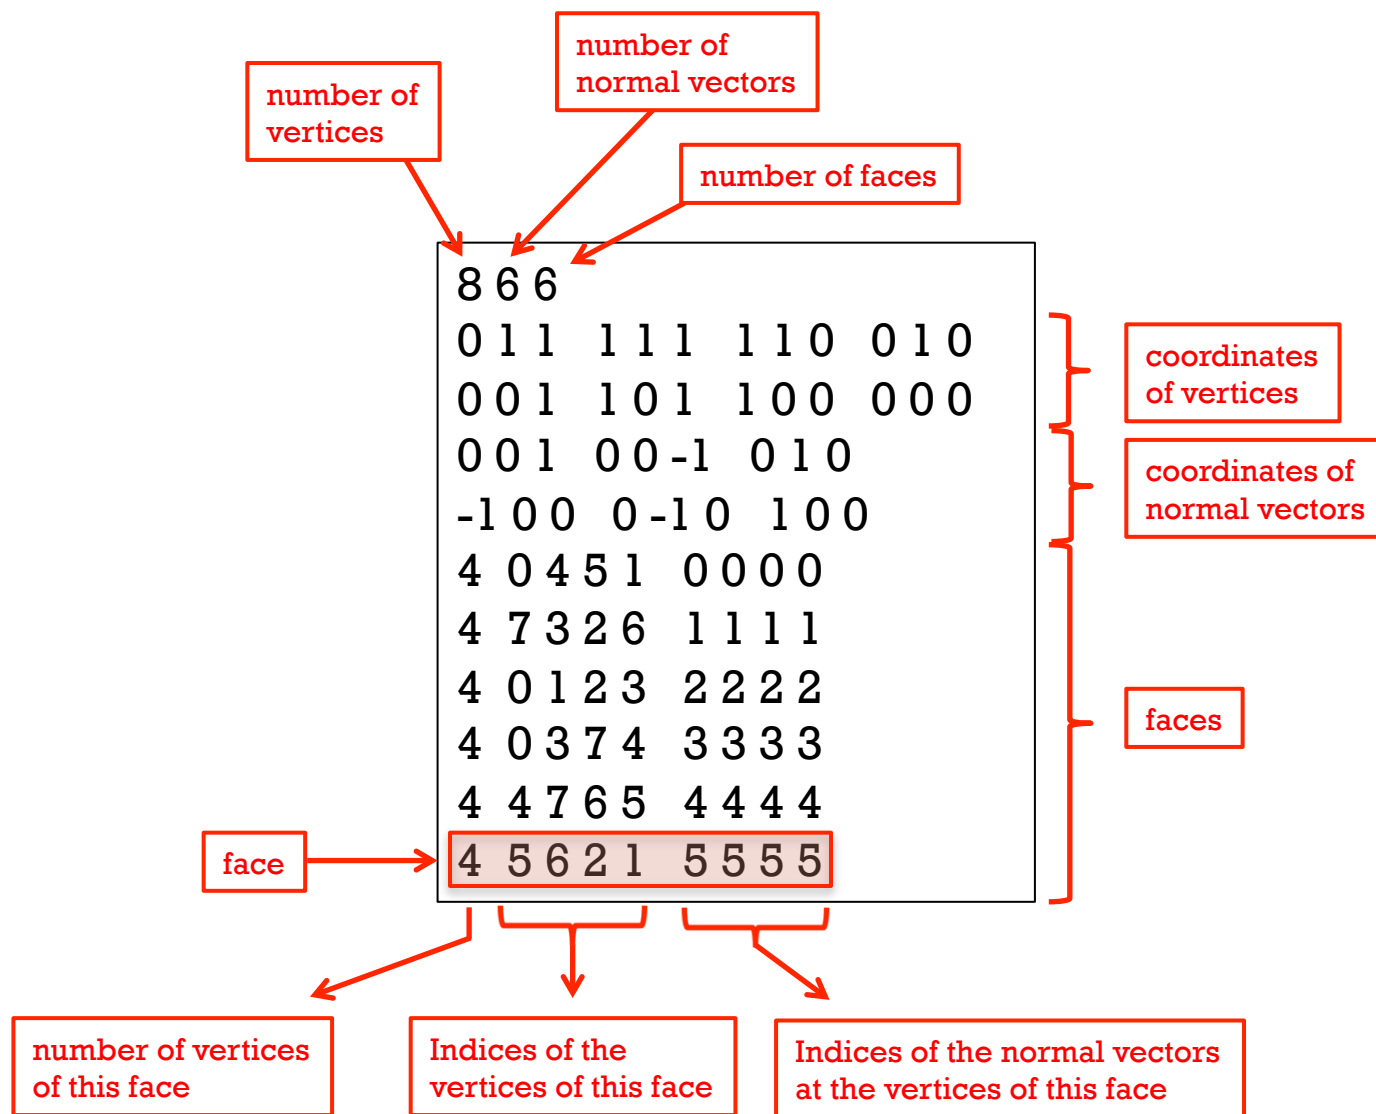 number of
normal vectors
number of
vertices
number of faces
8 6 6
0 1 1 1 1 1 1 1 0 0 1 0
0 0 1 1 0 1 1 0 0 0 0 0
0 0 1 0 0 -1 0 1 0
-1 0 0 0 -1 0 1 0 0
4 0 4 5 1 0 0 0 0
4 7 3 2 6 1 1 1 1
4 0 1 2 3 2 2 2 2
4 0 3 7 4 3 3 3 3
4 4 7 6 5 4 4 4 4
4 5 6 2 1 5 5 5 5
coordinates
of vertices
coordinates of
normal vectors
faces
face
number of vertices
of this face
Indices of the
vertices of this face
Indices of the normal vectors
at the vertices of this face